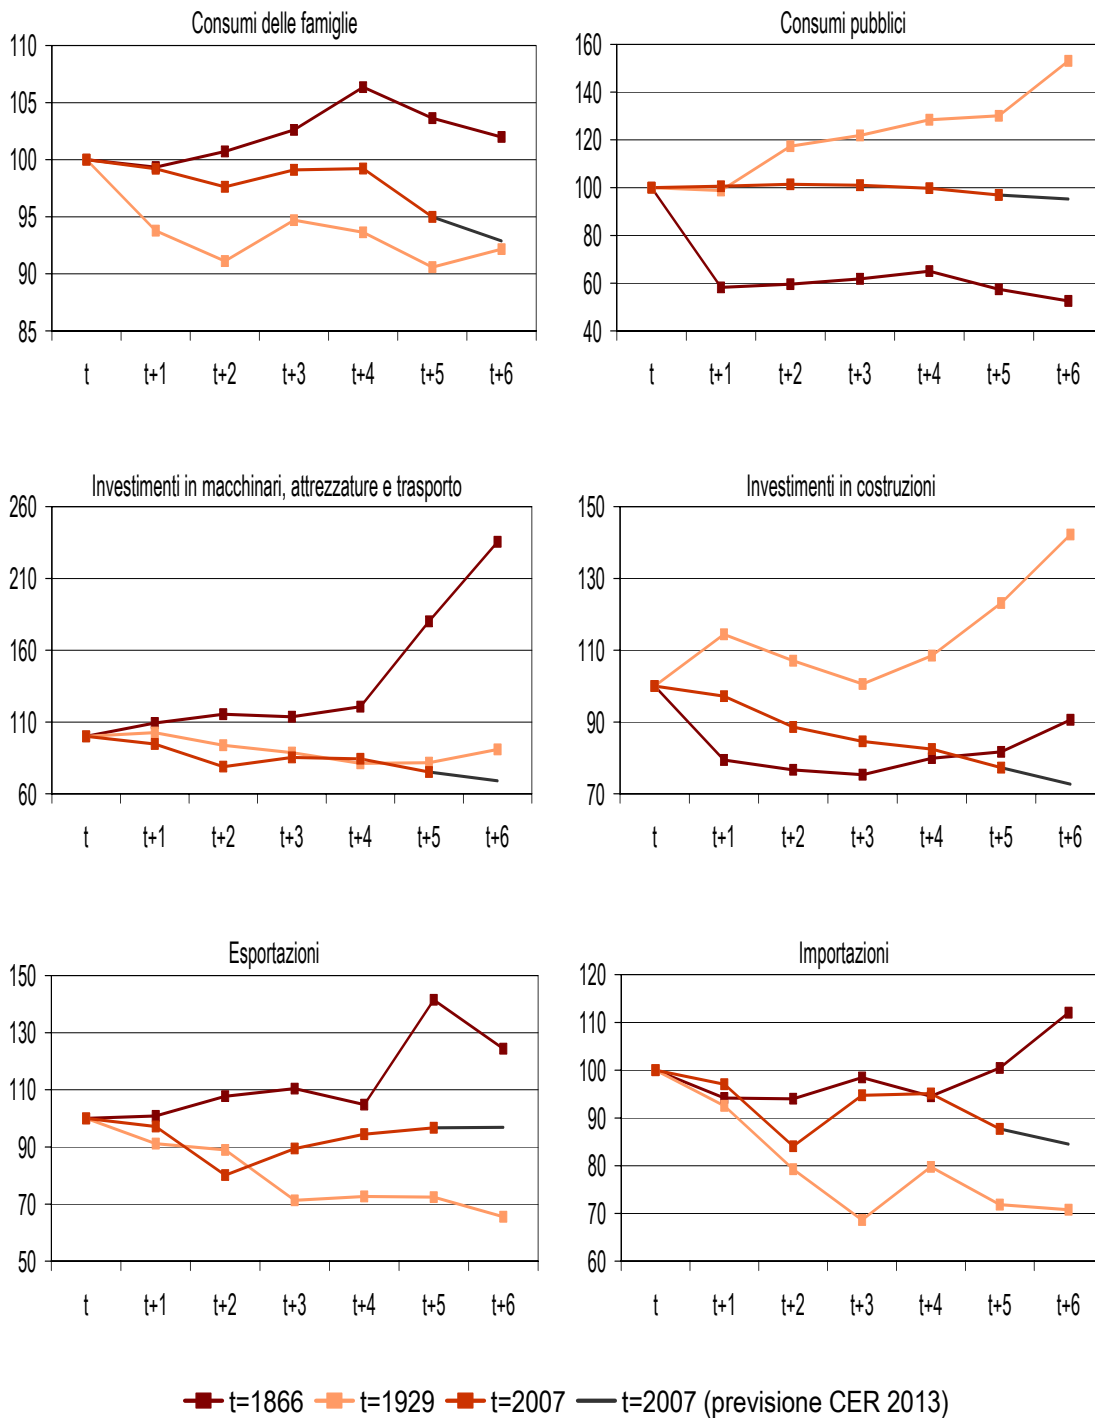 Consumi delle famiglie
110
105
100
95
90
85
t t+1 t+2 t+3 t+4 t+5 t+6
Consumi pubblici
160
140
120
100
80
60
40
t t+1 t+2 t+3 t+4 t+5 t+6
Investimenti in macchinari, attrezzature e trasporto
260
210
160
110
60
t t+1 t+2 t+3 t+4 t+5 t+6
Investimenti in costruzioni
150
130
110
90
70
t t+1 t+2 t+3 t+4 t+5 t+6
Esportazioni
150
130
110
90
70
50
t t+1 t+2 t+3 t+4 t+5 t+6
Importazioni
120
110
100
90
80
70
60
t t+1 t+2 t+3 t+4 t+5 t+6
t=1866 t=1929 t=2007 t=2007 (previsione CER 2013)